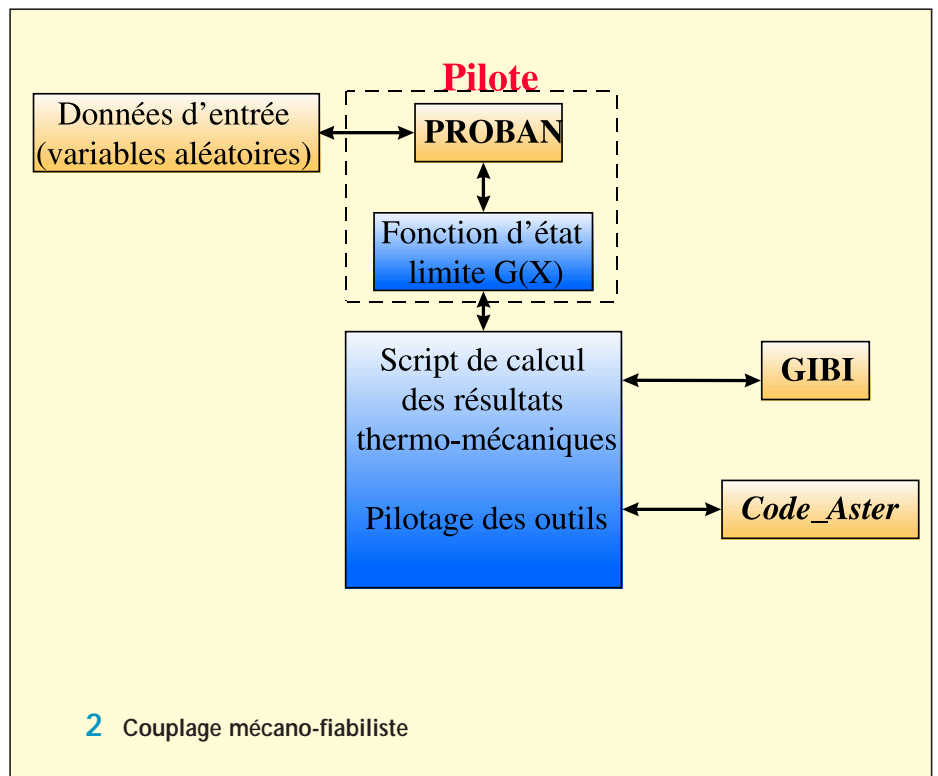 Pilote
Données d'entrée
(variables aléatoires)
PROBAN
Fonction d'état
limite G(X)
Script de calcul
des résultats
thermo-mécaniques
Pilotage des outils
GIBI
Code_Aster
2 Couplage mécano-fiabiliste